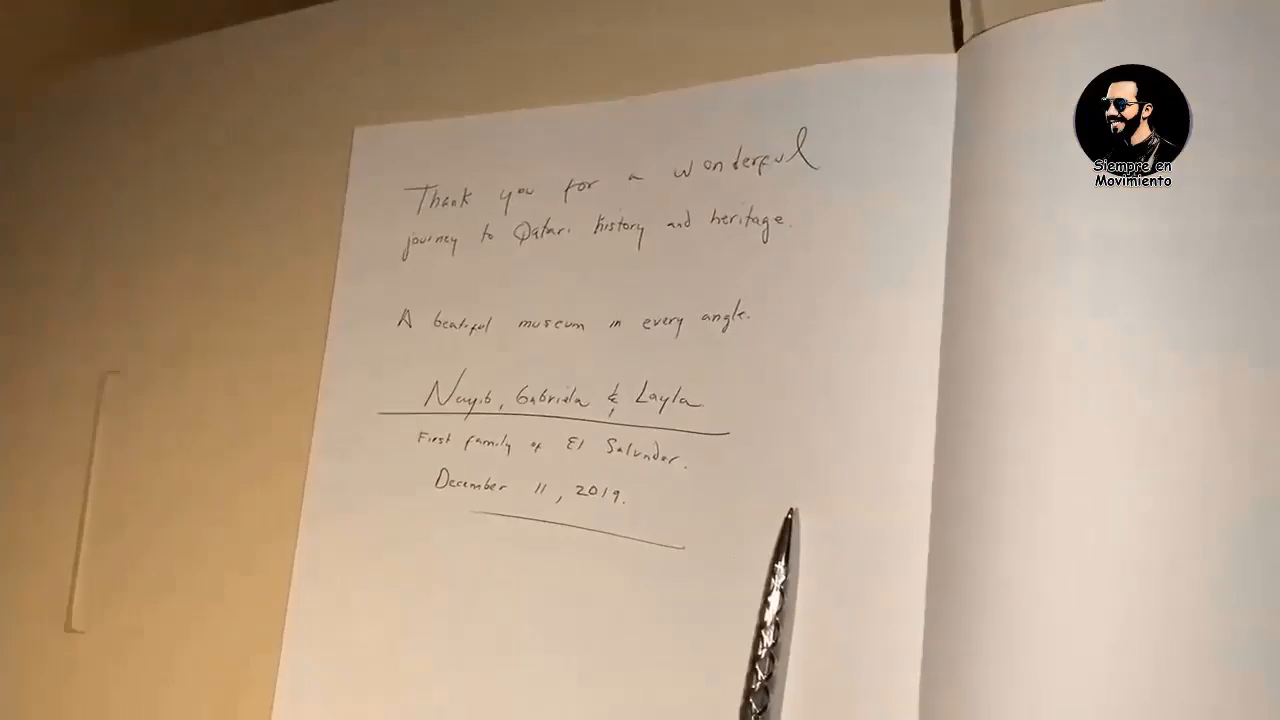 Thank you for a wonderful
journey to Qatari history and heritage.
A beatiful museum in every angle.
Nayib, Gabriela & Layla
First family of El Salvador.
December 11, 2019.
Siempre en
Movimiento